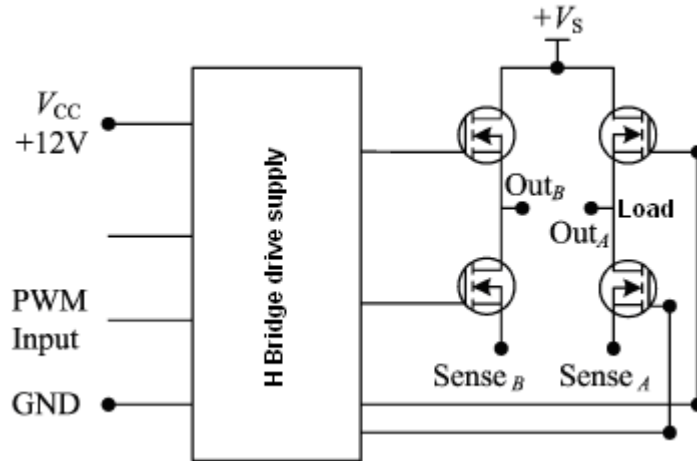 +VS
VCC
+12V
H Bridge drive supply
OutB
Load
OutA
PWM
Input
SenseB
SenseA
GND